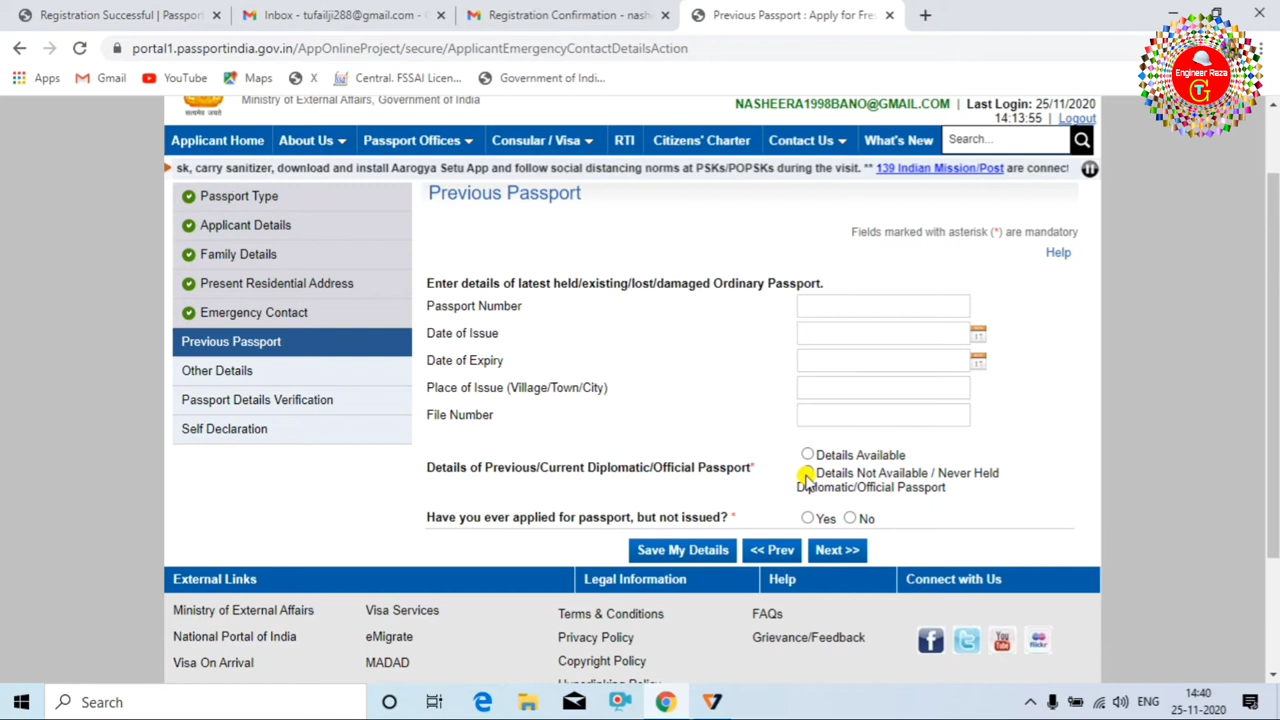 Registration Successful | Passport
Inbox - tufailji288@gmail.com -
Registration Confirmation - nashe
Previous Passport : Apply for Fres
portal1.passportindia.gov.in/AppOnlineProject/secure/ApplicantEmergencyContactDetailsAction
Apps
Gmail
YouTube
Maps
X
Central. FSSAI Licen...
Government of Indi...
Engineer Raza
T G
सत्यमेव जयते
Ministry of External Affairs, Government of India
NASHEERA1998BANO@GMAIL.COM | Last Login: 25/11/2020
14:13:55 | Logout
Applicant Home
About Us
Passport Offices
Consular / Visa
RTI
Citizens' Charter
Contact Us
What's New
Search...
sk, carry sanitizer,download and install Aarogya Setu App and follow social distancing norms at PSKs/POPSKs during the visit. ** 139 Indian Mission/Post are connect
Passport Type
Applicant Details
Family Details
Present Residential Address
Emergency Contact
Previous Passport
Other Details
Passport Details Verification
Self Declaration
Previous Passport
Fields marked with asterisk (*) are mandatory
Help
Enter details of latest held/existing/lost/damaged Ordinary Passport.
Passport Number
Date of Issue
Date of Expiry
Place of Issue (Village/Town/City)
File Number
Details of Previous/Current Diplomatic/Official Passport*
Details Available
Details Not Available / Never Held
Diplomatic/Official Passport
Have you ever applied for passport, but not issued? *
Yes
No
Save My Details
<< Prev
Next >>
External Links
Legal Information
Help
Connect with Us
Ministry of External Affairs
Visa Services
Terms & Conditions
FAQs
National Portal of India
eMigrate
Privacy Policy
Grievance/Feedback
Visa On Arrival
MADAD
Copyright Policy
Search
ENG
14:40
25-11-2020